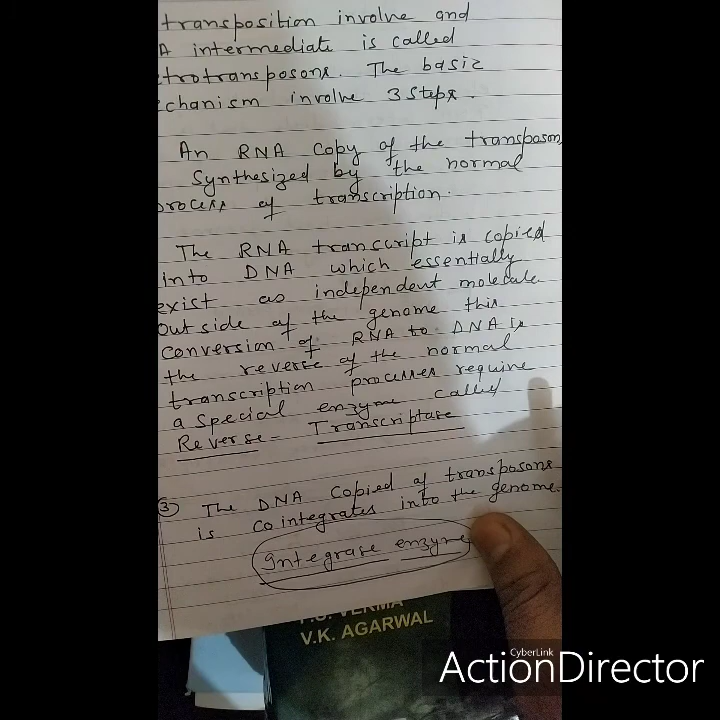 transposition involve and
A intermediate is called
trotransposons. The basic
chanism involve 3 steps.
An RNA copy of the transposon
synthesized by the normal
process of transcription.
The RNA transcript is copied
into DNA which essentially
exist as independent molecule
outside of the genome this
conversion of RNA to DNA is
the reverse of the normal
transcription processes require
a special enzyme called
Reverse - Transcriptase
③ The DNA Copied of transposons
is cointegrates into the genome.
Integrase enzyme
P.S. VERMA
V.K. AGARWAL
CyberLink
ActionDirector